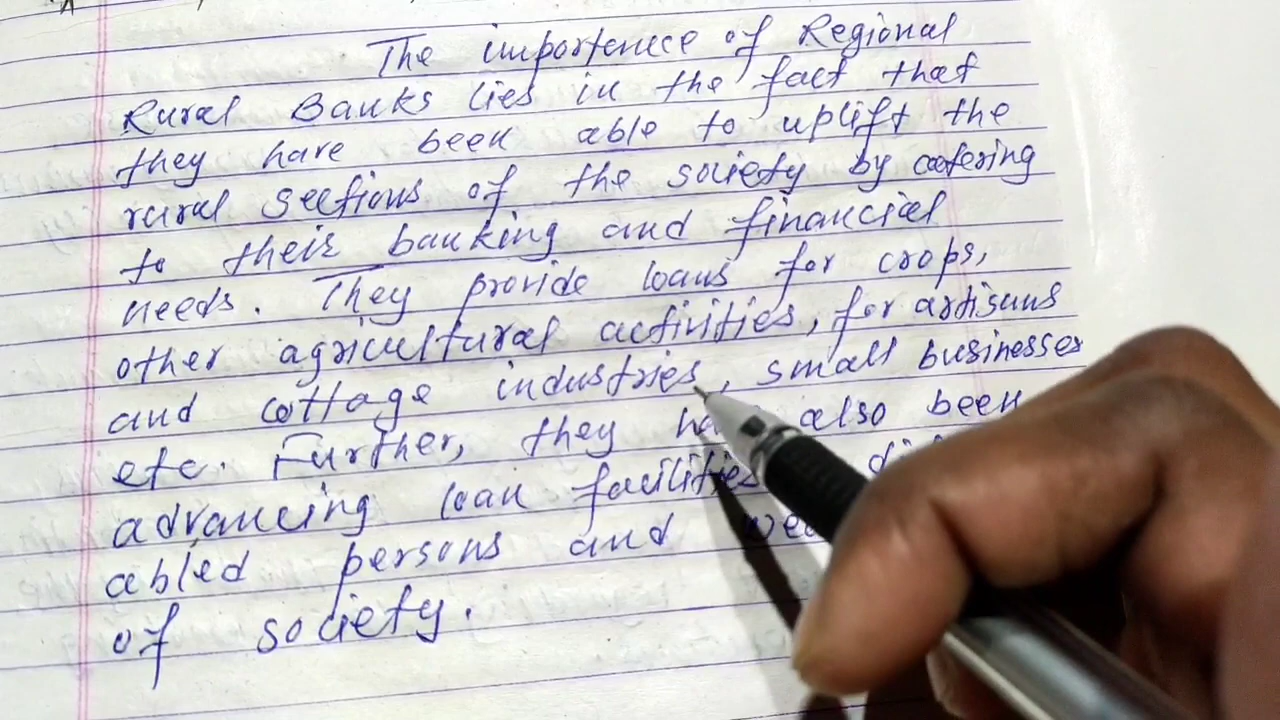 The importenece of Regional
Rural Banks lies in the fact that
they have been able to uplift the
rural sections of the society by catering
to their banking and financial
needs. They provide loans for crops,
other agricultural activities, for artisans
and cottage industries, small businesses
etc. Further, they also been
advancing loan facilities
abled persons and
of society.